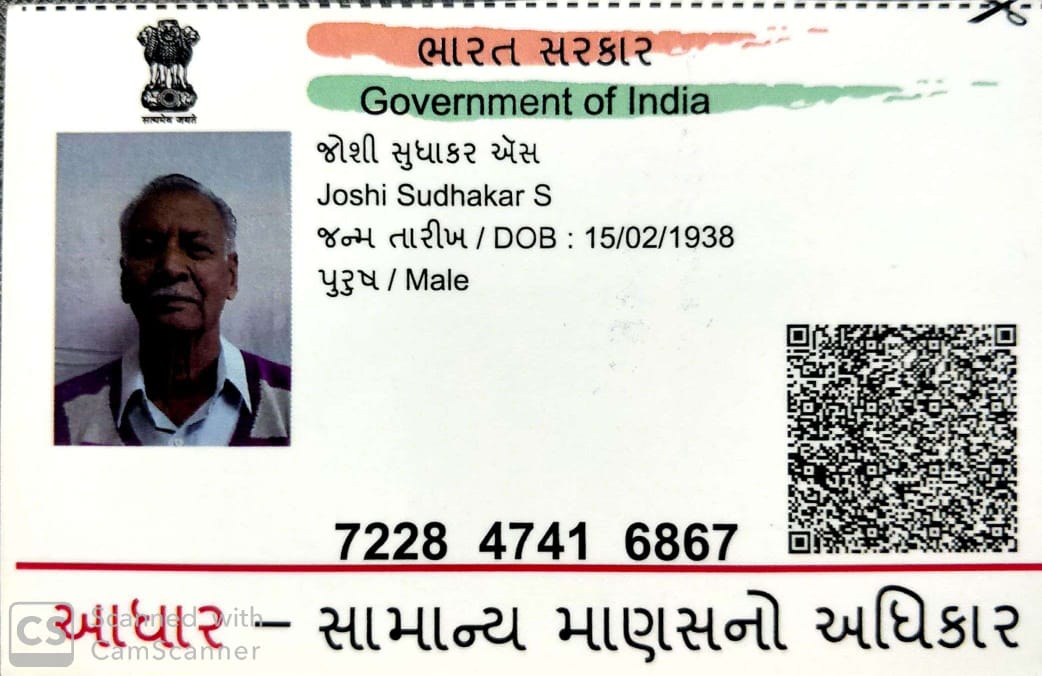 ભારત સરકાર
Government of India
सत्यमेव जयते
જોશી સુધાકર એસ
Joshi Sudhakar S
જન્મ તારીખ / DOB : 15/02/1938
પુરુષ / Male
7228 4741 6867
આધાર – સામાન્ય માણસનો અધિકાર
CS Scanned with
CamScanner